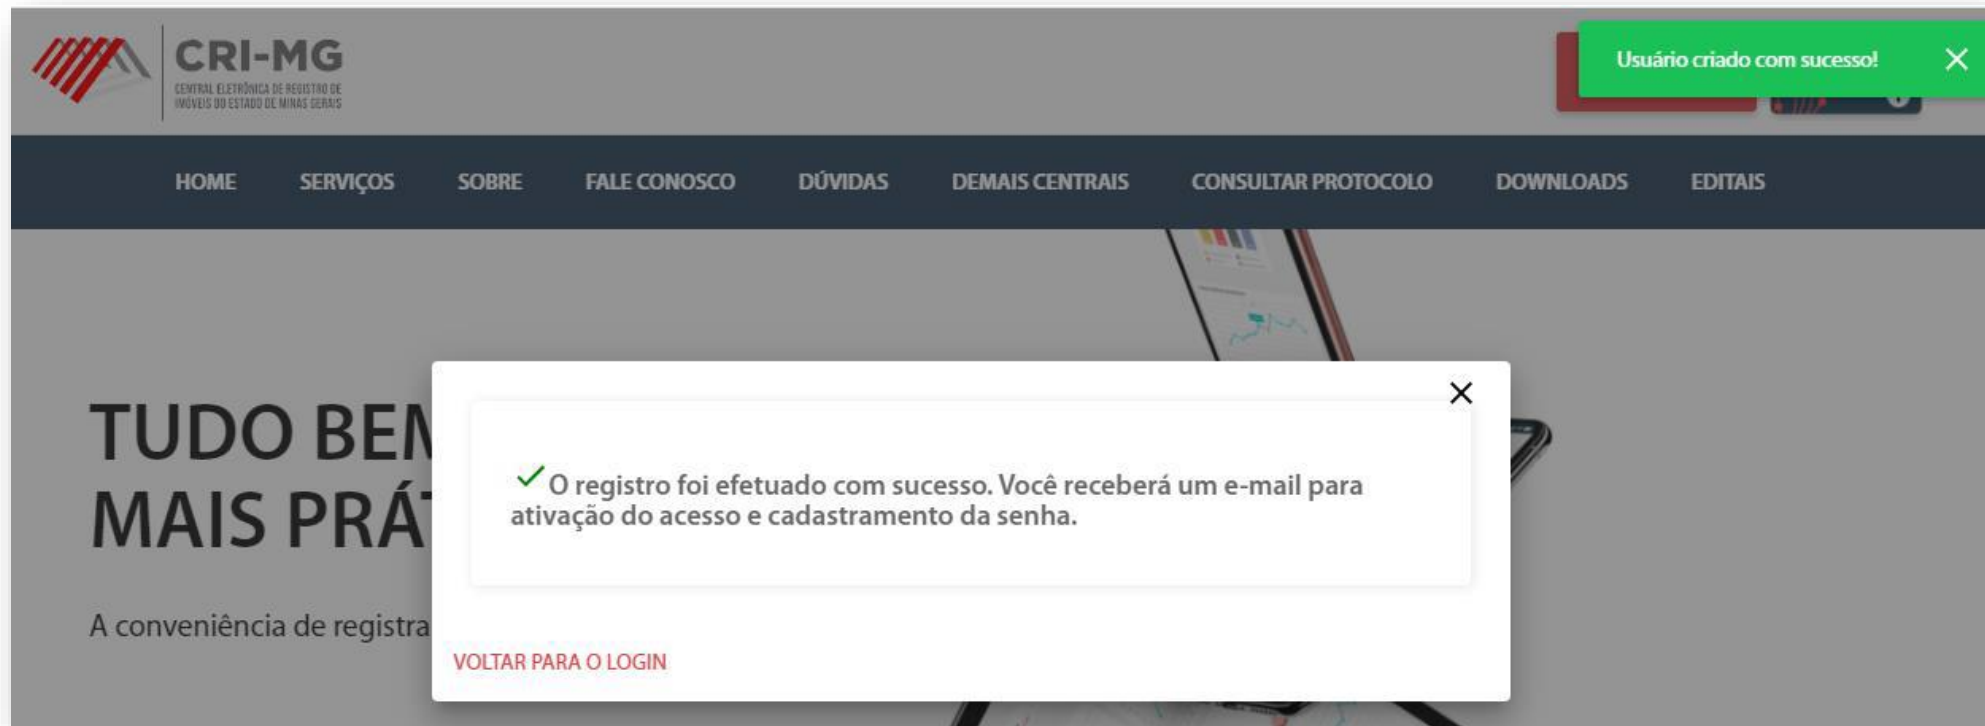 CRI-MG
CENTRAL ELETRÔNICA DE REGISTRO DE
IMÓVEIS DO ESTADO DE MINAS GERAIS
Usuário criado com sucesso!
HOME SERVIÇOS SOBRE FALE CONOSCO DÚVIDAS DEMAIS CENTRAIS CONSULTAR PROTOCOLO DOWNLOADS EDITAIS
TUDO BEM
MAIS PRÁT
A conveniência de registra
O registro foi efetuado com sucesso. Você receberá um e-mail para
ativação do acesso e cadastramento da senha.
VOLTAR PARA O LOGIN